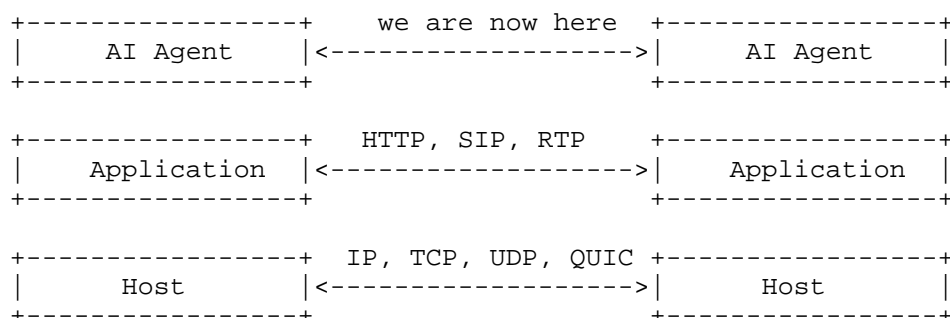 we are now here
AI Agent AI Agent
HTTP, SIP, RTP
Application Application
IP, TCP, UDP, QUIC
Host Host